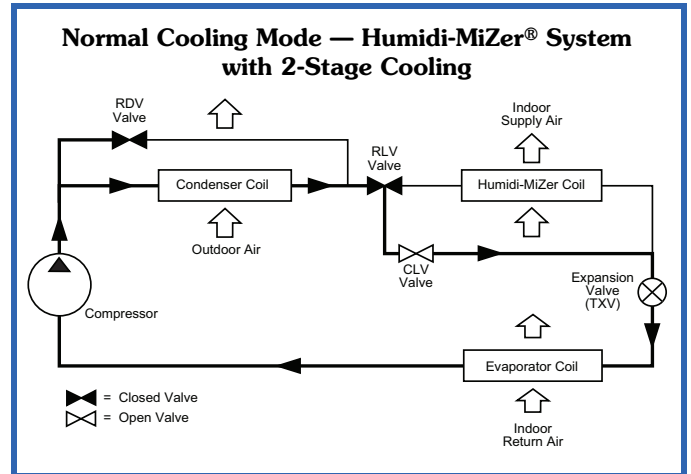 Normal Cooling Mode — Humidi-MiZer® System
with 2-Stage Cooling
RDV
Valve
Indoor
Supply Air
RLV
Valve
Condenser Coil
Humidi-MiZer Coil
Outdoor Air
CLV
Valve
Expansion
Valve
(TXV)
Compressor
Evaporator Coil
= Closed Valve
= Open Valve
Indoor
Return Air